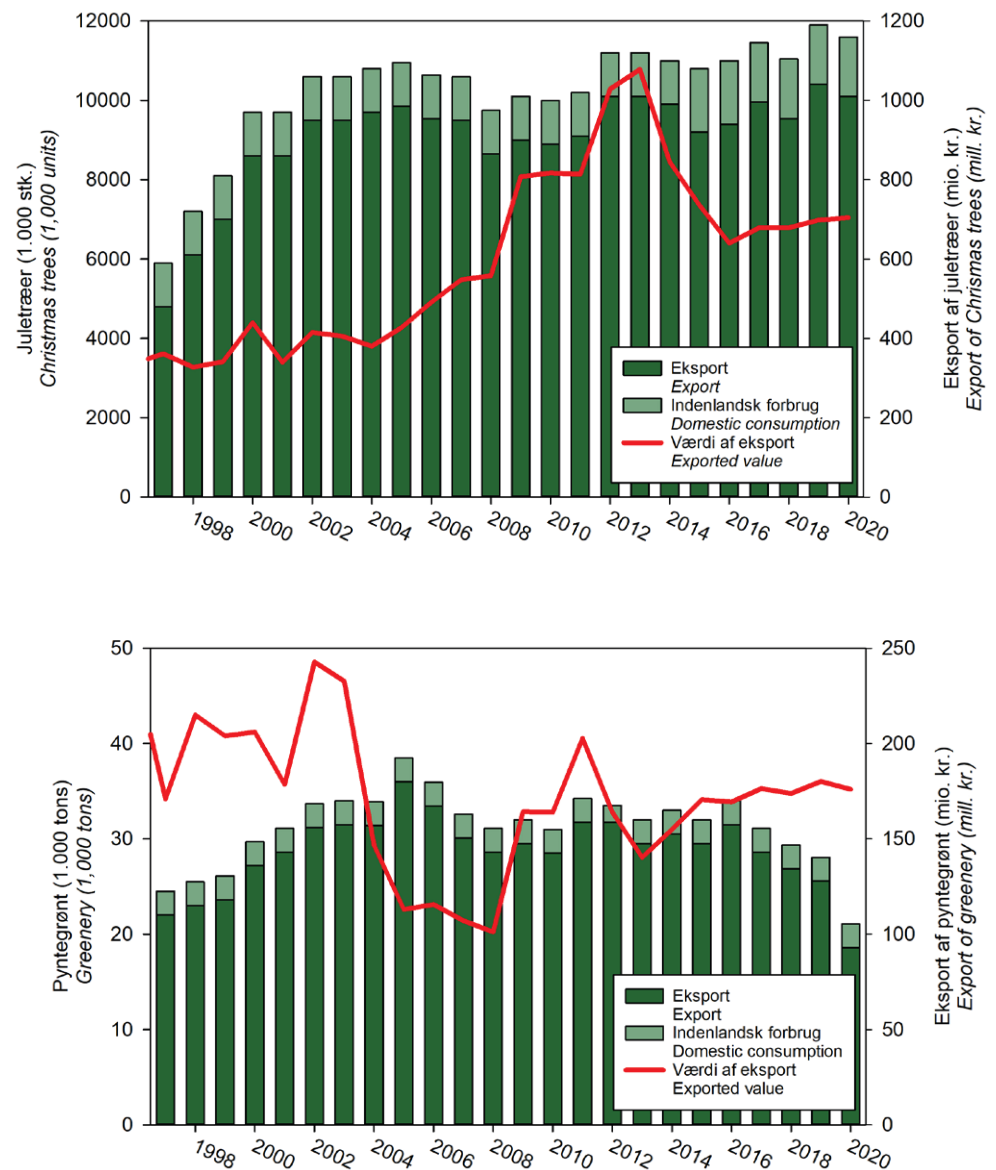 12000
10000
8000
6000
4000
2000
0
Juletræer (1.000 stk.)
Christmas trees (1,000 units)
1200
1000
800
600
400
200
0
Eksport af juletræer (mio. kr.)
Export of Chrismas trees (mill. kr.)
Eksport
Export
Indenlandsk forbrug
Domestic consumption
Værdi af eksport
Exported value
1998
2000
2002
2004
2006
2008
2010
2012
2014
2016
2018
2020
50
40
30
20
10
0
Pyntegrønt (1.000 tons)
Greenery (1,000 tons)
250
200
150
100
50
0
Eksport af pyntegrønt (mio. kr.)
Export of greenery (mill. kr.)
Eksport
Export
Indenlandsk forbrug
Domestic consumption
Værdi af eksport
Exported value
1998
2000
2002
2004
2006
2008
2010
2012
2014
2016
2018
2020